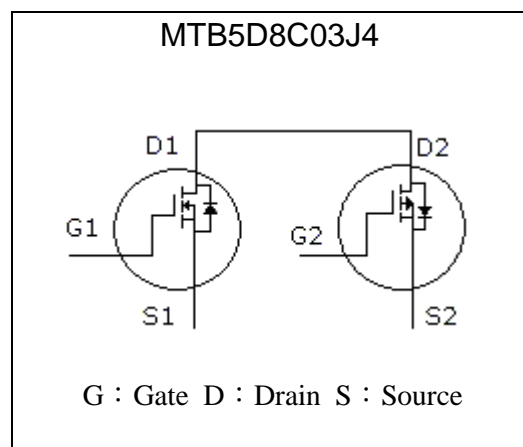 MTB5D8C03J4
D1
D2
G1
G2
S1
S2
G：Gate D：Drain S：Source